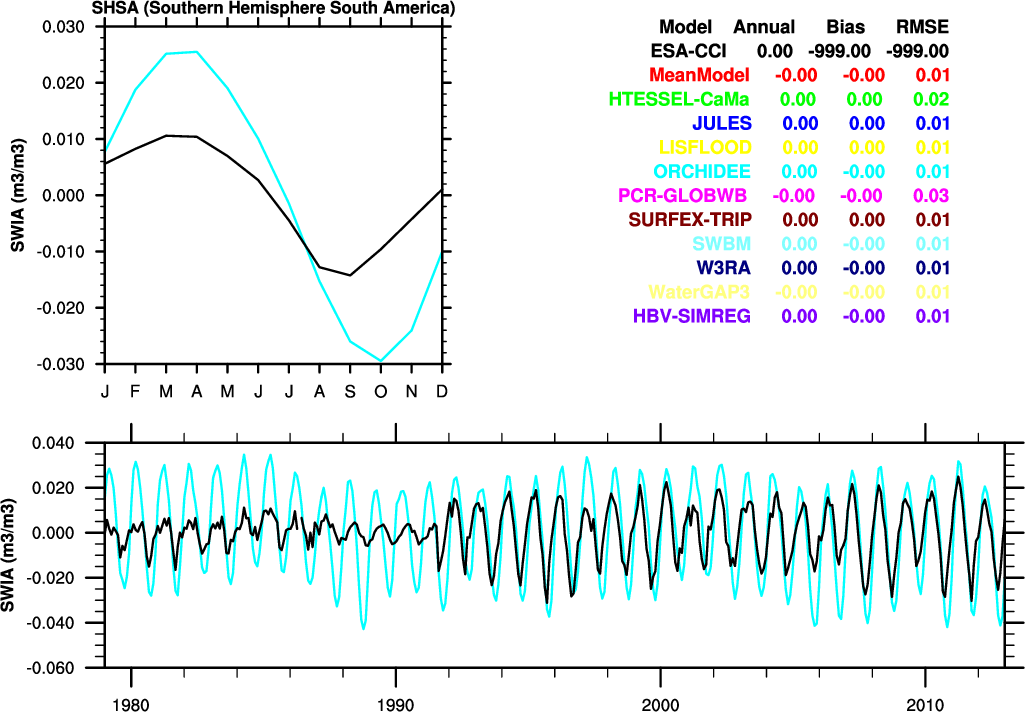 SHSA (Southern Hemisphere South America)
0.030
0.020
0.010
0.000
-0.010
-0.020
-0.030
SWIA (m3/m3)
J F M A M J J A S O N D
Model Annual Bias RMSE
ESA-CCI 0.00 -999.00 -999.00
MeanModel -0.00 -0.00 0.01
HTESSEL-CaMa 0.00 0.00 0.02
JULES 0.00 0.00 0.01
LISFLOOD 0.00 0.00 0.01
ORCHIDEE 0.00 -0.00 0.01
PCR-GLOBWB -0.00 -0.00 0.03
SURFEX-TRIP 0.00 0.00 0.01
SWBM 0.00 -0.00 0.01
W3RA 0.00 -0.00 0.01
WaterGAP3 -0.00 -0.00 0.01
HBV-SIMREG 0.00 -0.00 0.01
0.040
0.020
0.000
-0.020
-0.040
-0.060
SWIA (m3/m3)
1980 1990 2000 2010